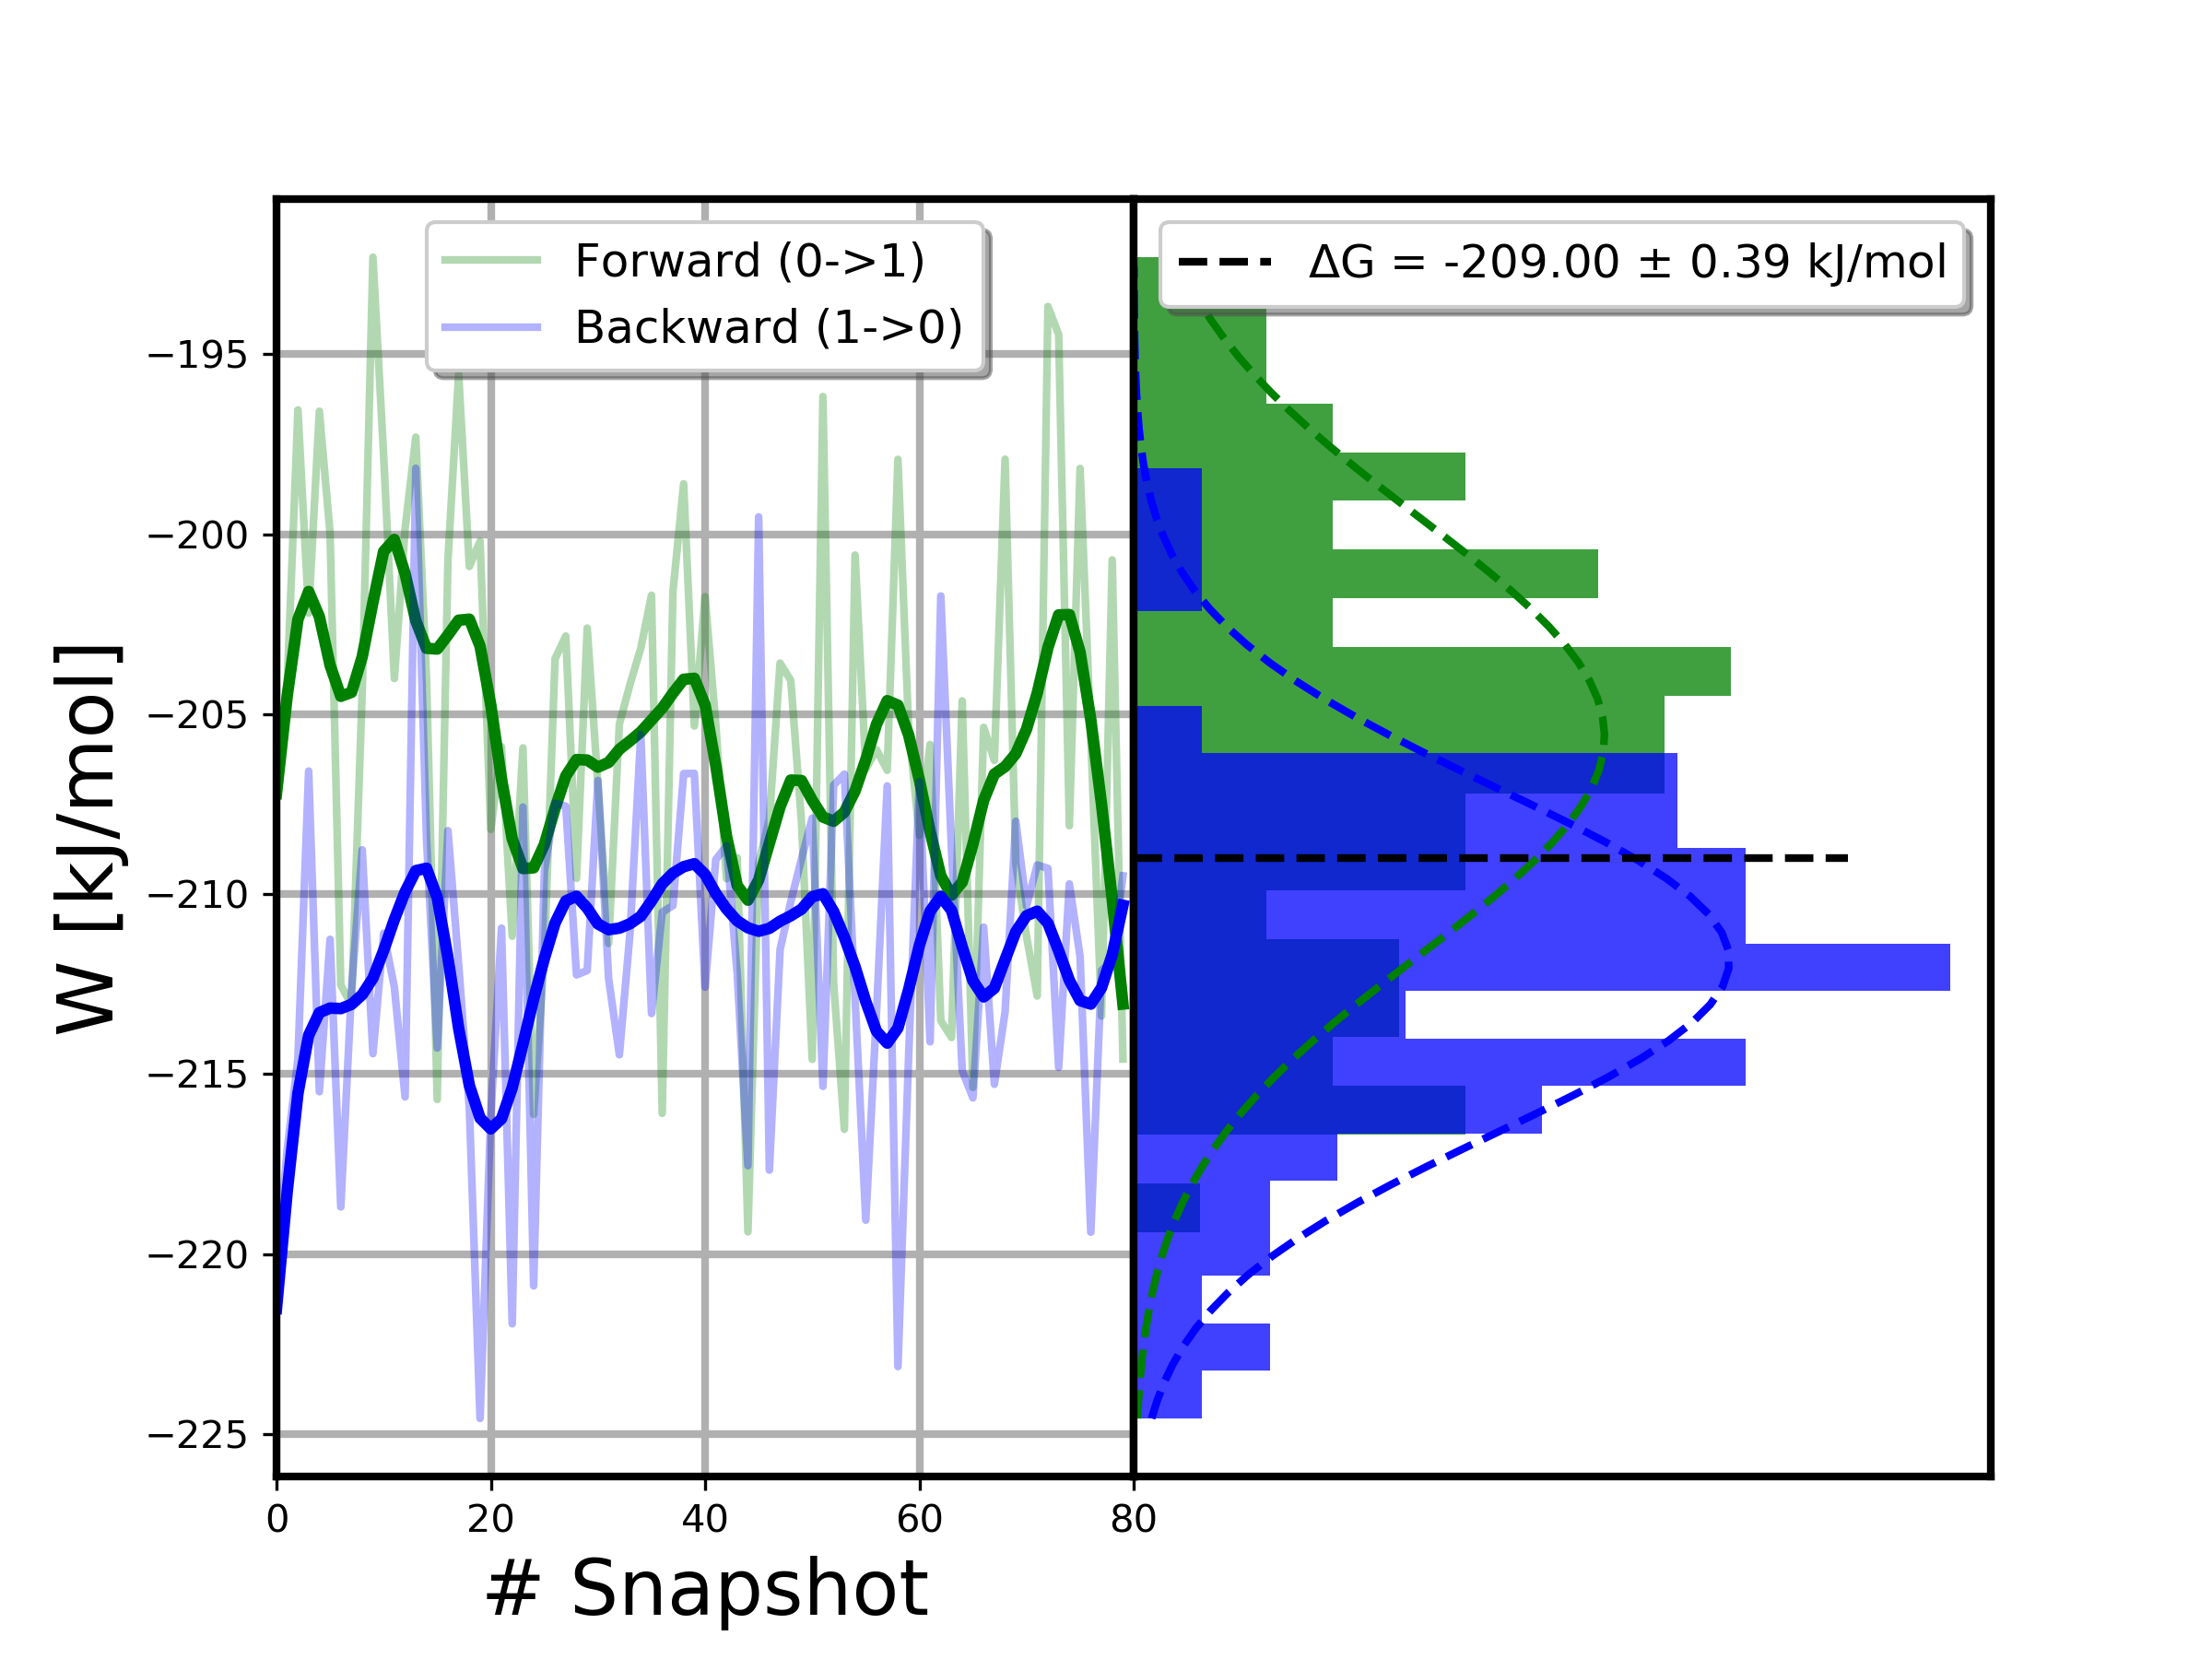 Forward (0->1)
Backward (1->0)
ΔG = -209.00 ± 0.39 kJ/mol
W [kJ/mol]
−195
−200
−205
−210
−215
−220
−225
0 20 40 60 80
# Snapshot